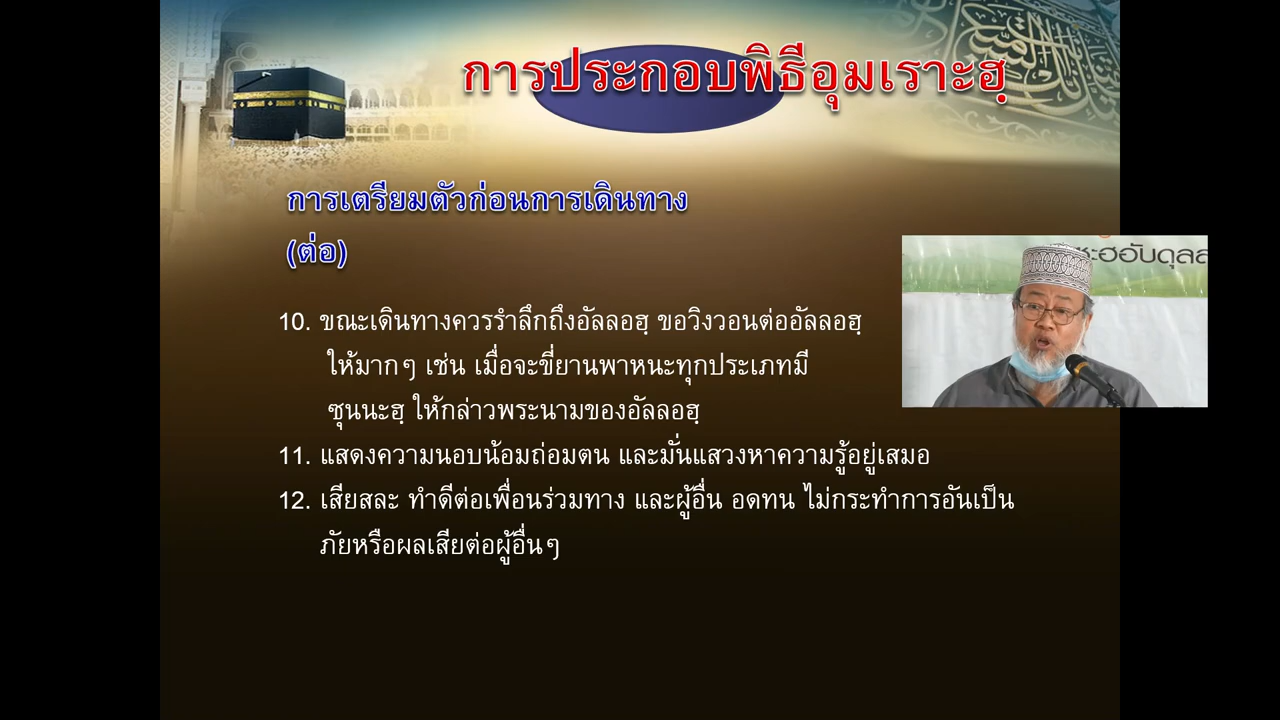 การประกอบพิธีอุมเราะฮฺ
การเตรียมตัวก่อนการเดินทาง
(ต่อ)
10. ขณะเดินทางควรรำลึกถึงอัลลอฮฺ ขอวิงวอนต่ออัลลอฮฺ
ให้มากๆ เช่น เมื่อจะขี่ยานพาหนะทุกประเภทมี
ซุนนะฮฺ ให้กล่าวพระนามของอัลลอฮฺ
11. แสดงความนอบน้อมถ่อมตน และมั่นแสวงหาความรู้อยู่เสมอ
12. เสียสละ ทำดีต่อเพื่อนร่วมทาง และผู้อื่น อดทน ไม่กระทำการอันเป็น
ภัยหรือผลเสียต่อผู้อื่นๆ